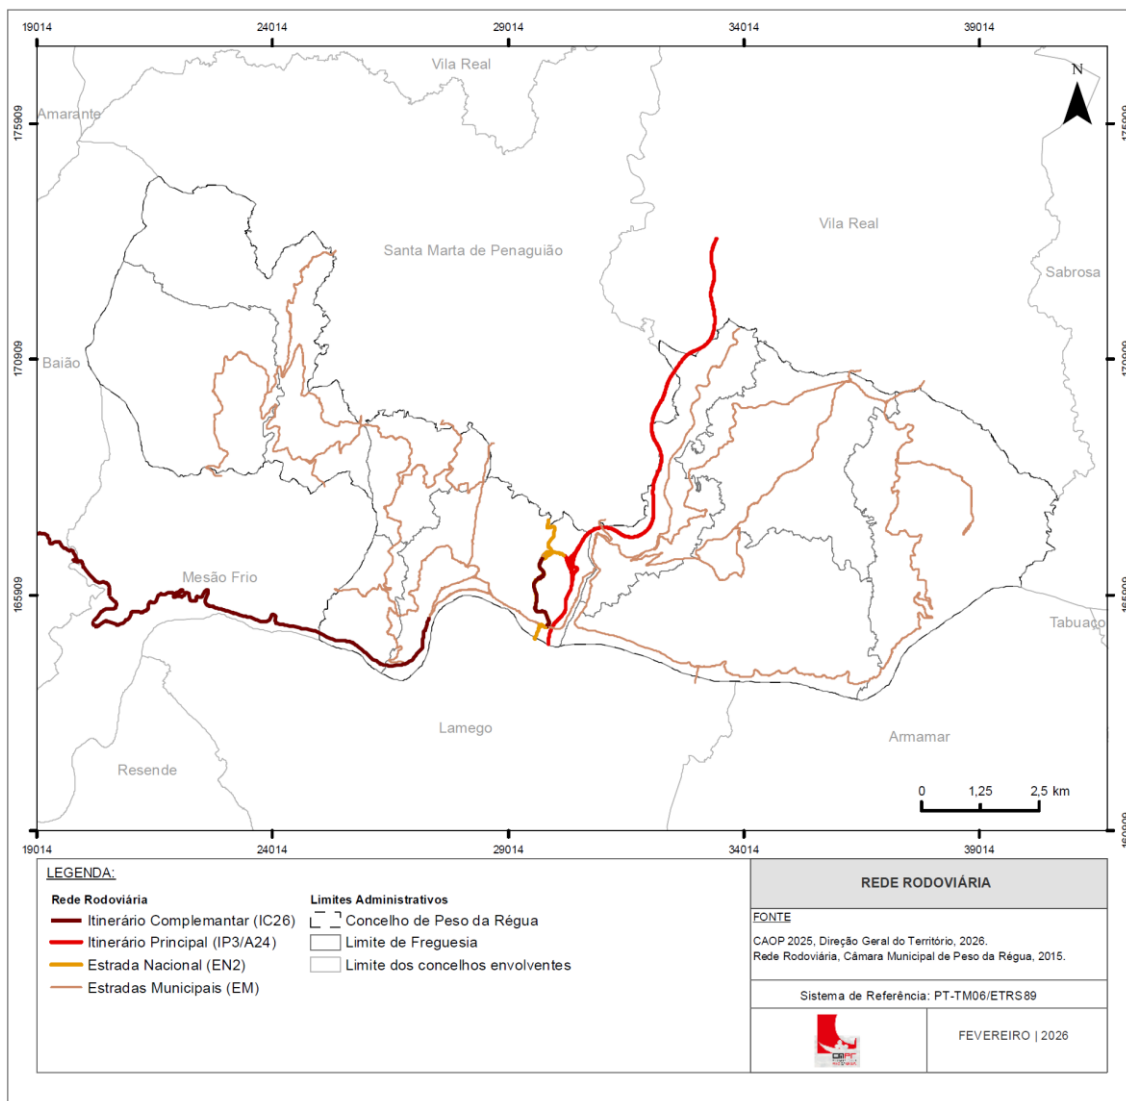 19014 24014 29014 34014 39014
Vila Real
N
Amarante
175909 175909
Vila Real
Santa Marta de Penaguião
Sabrosa
Baião
170909 170909
Mesão Frio
165909 165909
Tabuaço
Lamego
Armamar
Resende
0 1,25 2,5 km
160909
19014 24014 29014 34014 39014
LEGENDA:
Rede Rodoviária
Itinerário Complemantar (IC26)
Itinerário Principal (IP3/A24)
Estrada Nacional (EN2)
Estradas Municipais (EM)
Limites Administrativos
Concelho de Peso da Régua
Limite de Freguesia
Limite dos concelhos envolventes
REDE RODOVIÁRIA
FONTE
CAOP 2025, Direção Geral do Território, 2026.
Rede Rodoviária, Câmara Municipal de Peso da Régua, 2015.
Sistema de Referência: PT-TM06/ETRS89
FEVEREIRO | 2026